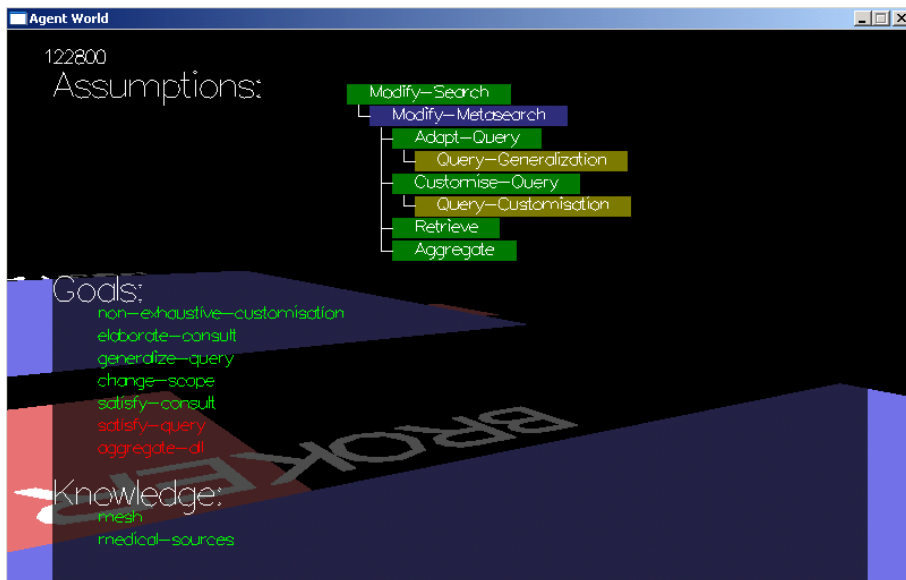 Agent World
122800
Assumptions:
Modify-Search
Modify-Metasearch
Adapt-Query
Query-Generalization
Customise-Query
Query-Customisation
Retrieve
Aggregate
Goals:
non-exhaustive-customisation
elaborate-consult
generalize-query
change-scope
satisfy-consult
satisfy-query
aggregate-all
BROKER
Knowledge:
mesh
medical-sources